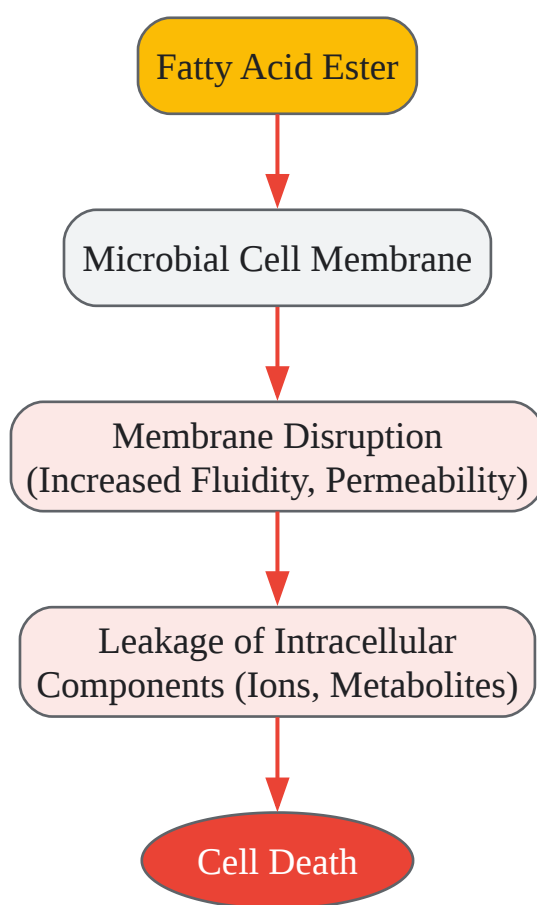 Fatty Acid Ester
Microbial Cell Membrane
Membrane Disruption
(Increased Fluidity, Permeability)
Leakage of Intracellular
Components (Ions, Metabolites)
Cell Death